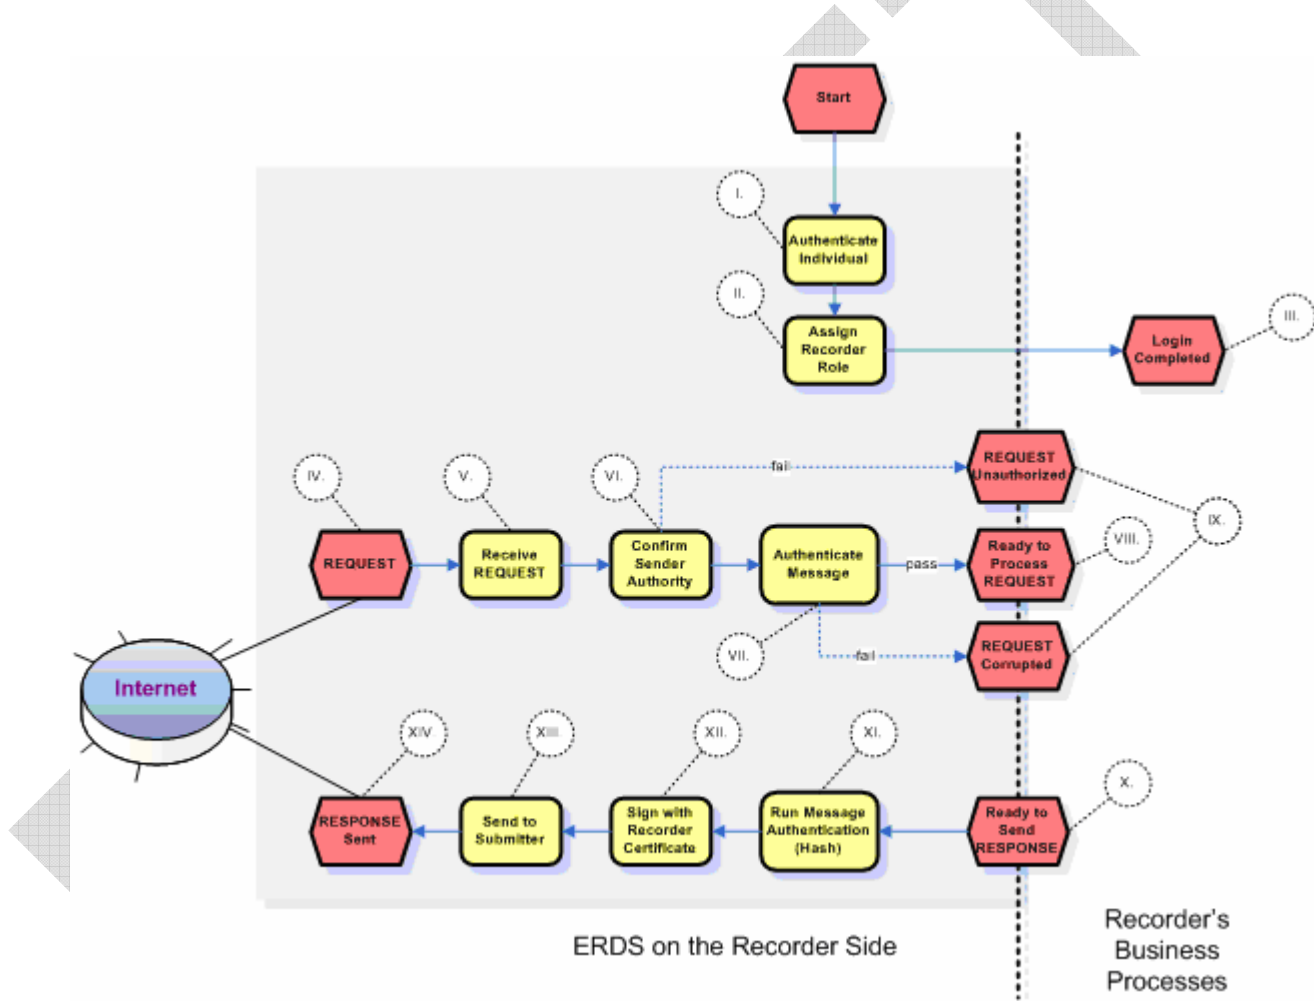 Start
I.
Authenticate
Individual
II.
Assign
Recorder
Role
Login
Completed
III.
IV.
V.
VI.
fail
REQUEST
Unauthorized
IX.
REQUEST
Receive
REQUEST
Confirm
Sender
Authority
Authenticate
Message
pass
Ready to
Process
REQUEST
VIII.
VII.
fail
REQUEST
Corrupted
Internet
XIV.
XIII.
XII.
XI.
X.
RESPONSE
Sent
Send to
Submitter
Sign with
Recorder
Certificate
Run Message
Authentication
(Hash)
Ready to
Send
RESPONSE
ERDS on the Recorder Side
Recorder's
Business
Processes